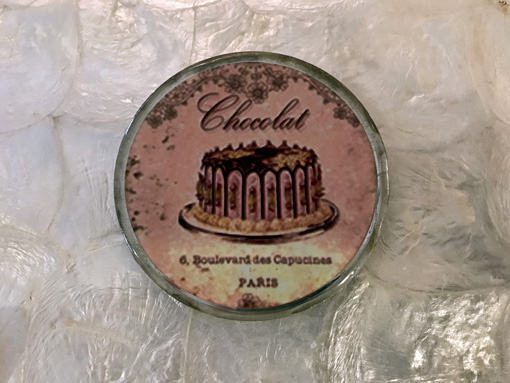 Chocolat
6, Boulevard des Capucines
PARIS